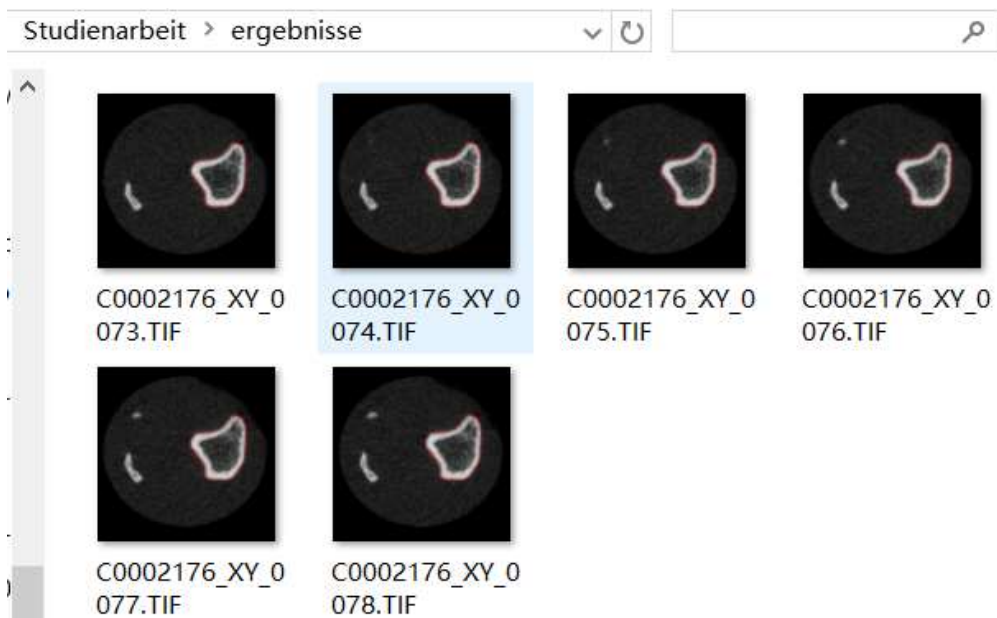 Studienarbeit > ergebnisse
C0002176_XY_0
073.TIF
C0002176_XY_0
074.TIF
C0002176_XY_0
075.TIF
C0002176_XY_0
076.TIF
C0002176_XY_0
077.TIF
C0002176_XY_0
078.TIF